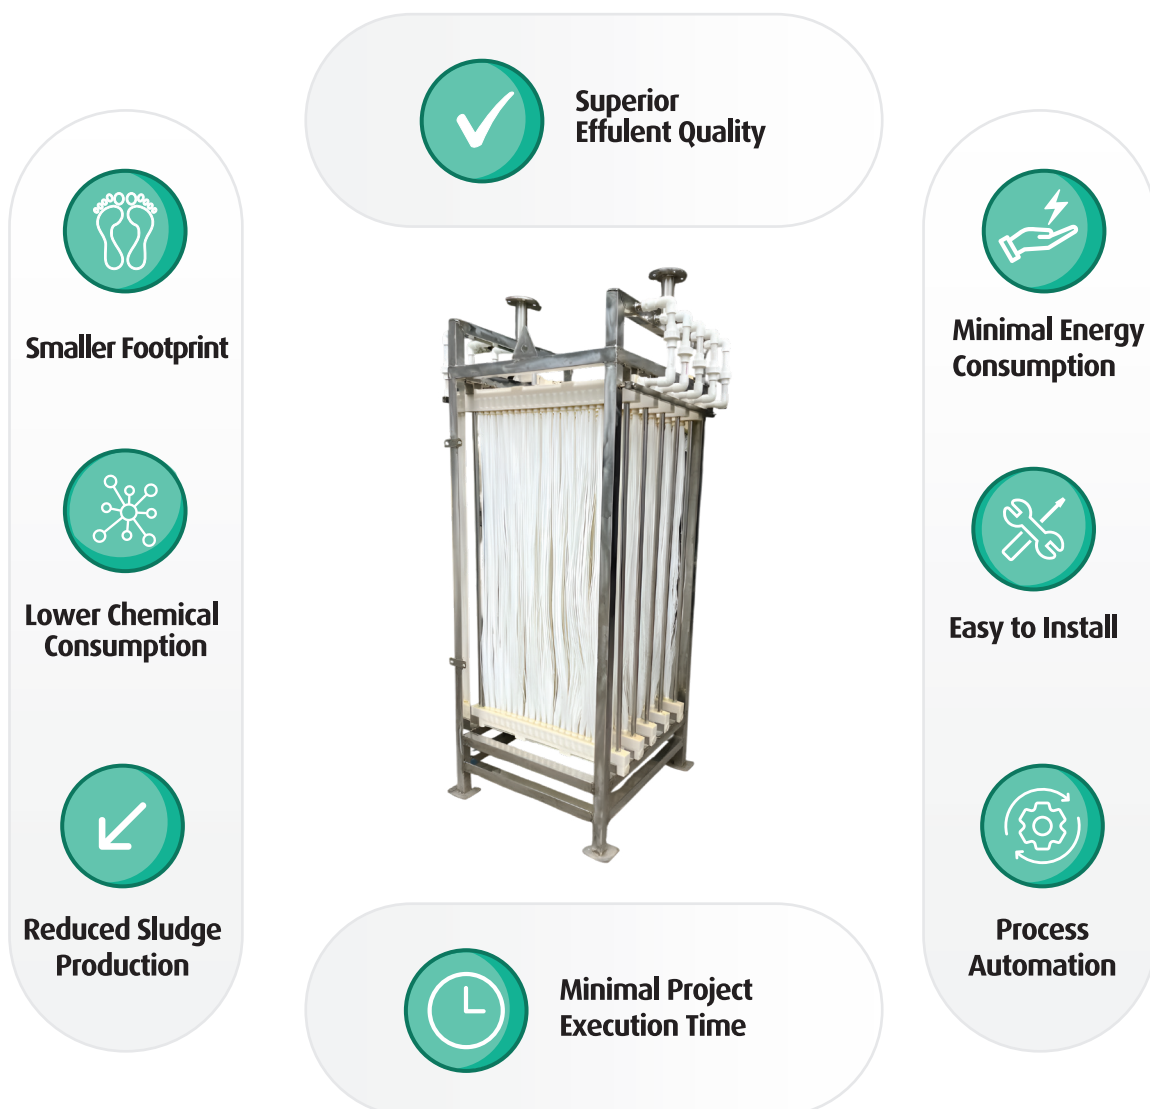 Superior
Effulent Quality
Smaller Footprint
Lower Chemical
Consumption
Reduced Sludge
Production
Minimal Energy
Consumption
Easy to Install
Process
Automation
Minimal Project
Execution Time